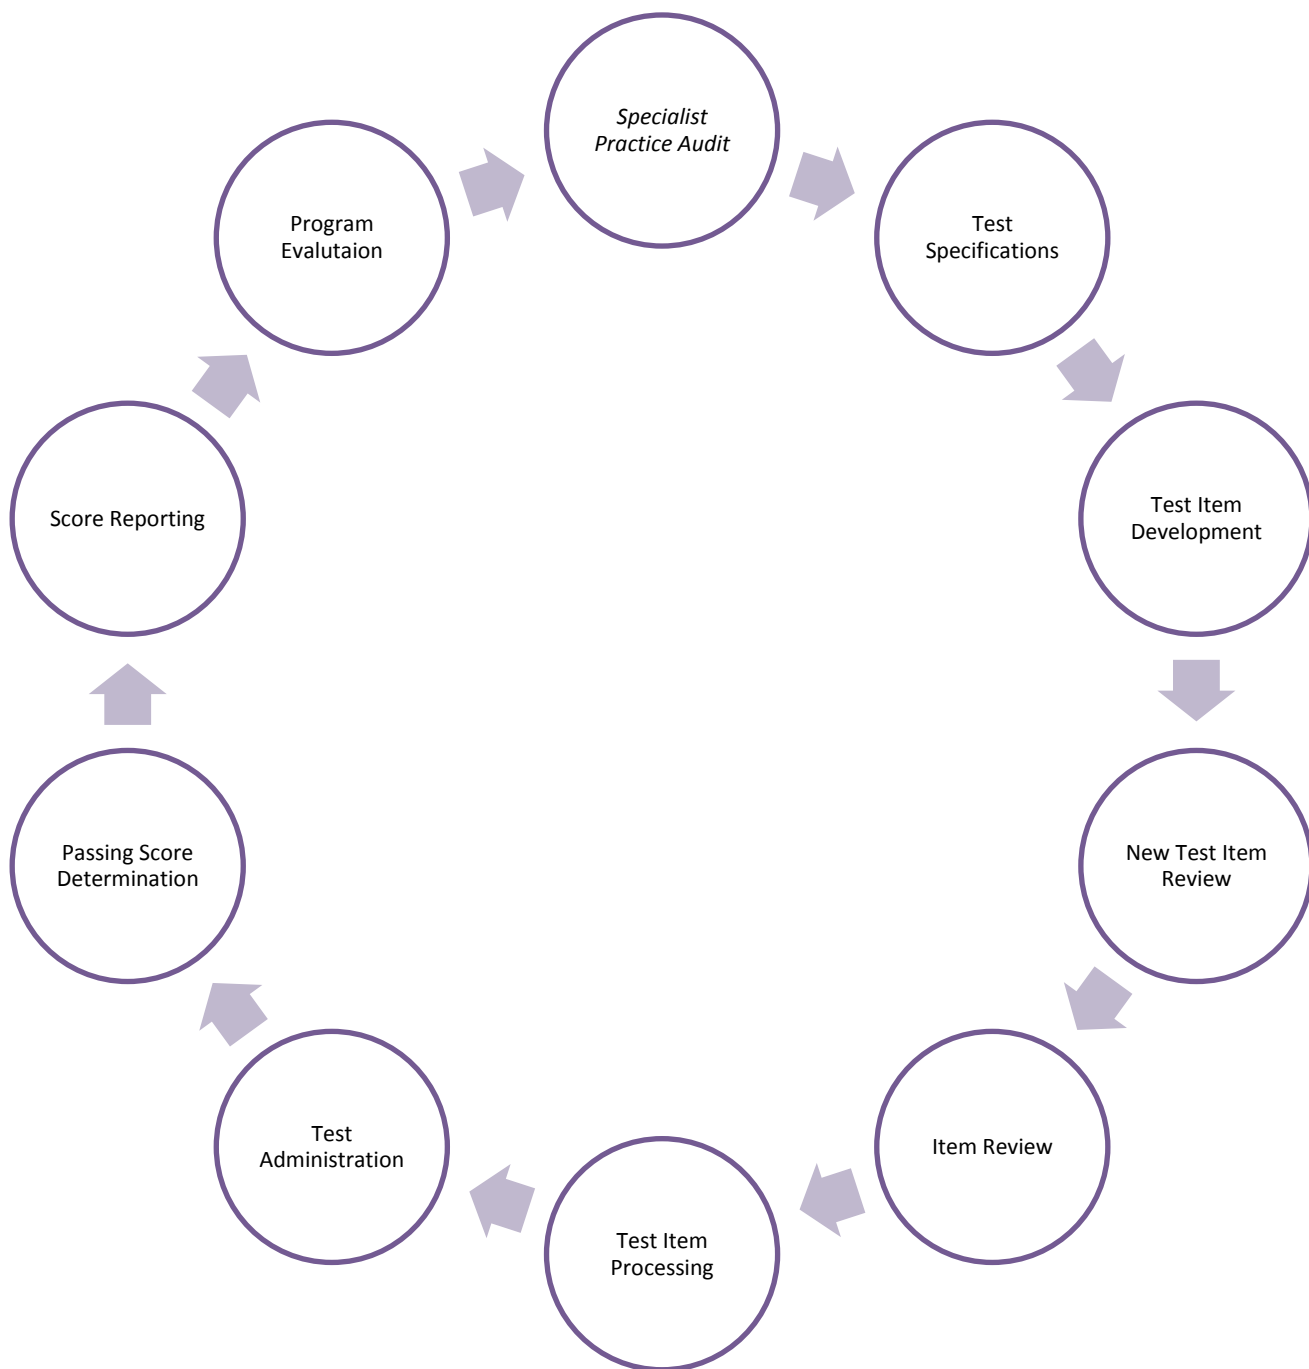 Specialist
Practice Audit
Test
Specifications
Test Item
Development
New Test Item
Review
Item Review
Test Item
Processing
Test
Administration
Passing Score
Determination
Score Reporting
Program
Evalutaion